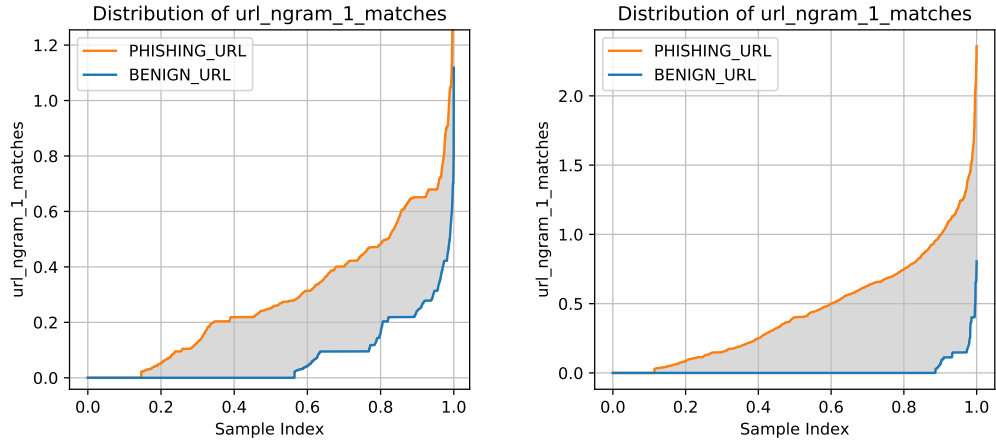 Distribution of url_ngram_1_matches
PHISHING_URL
BENIGN_URL
url_ngram_1_matches
1.2
1.0
0.8
0.6
0.4
0.2
0.0
0.0 0.2 0.4 0.6 0.8 1.0
Sample Index
Distribution of url_ngram_1_matches
PHISHING_URL
BENIGN_URL
url_ngram_1_matches
2.0
1.5
1.0
0.5
0.0
0.0 0.2 0.4 0.6 0.8 1.0
Sample Index